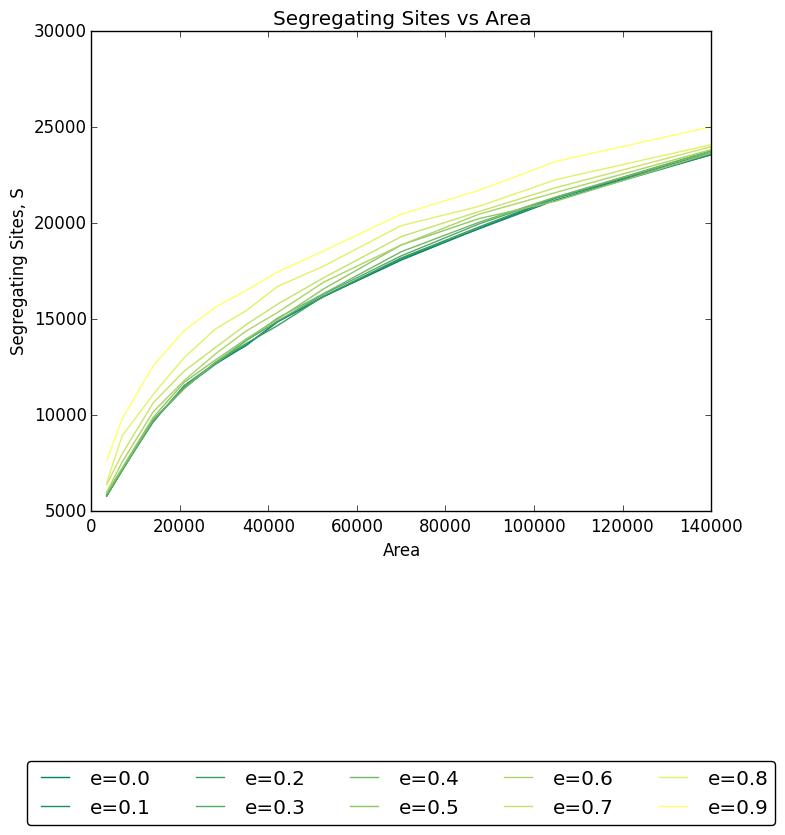 Segregating Sites vs Area
30000
25000
20000
15000
10000
5000
Segregating Sites, S
0 20000 40000 60000 80000 100000 120000 140000
Area
e=0.0 e=0.2 e=0.4 e=0.6 e=0.8
e=0.1 e=0.3 e=0.5 e=0.7 e=0.9